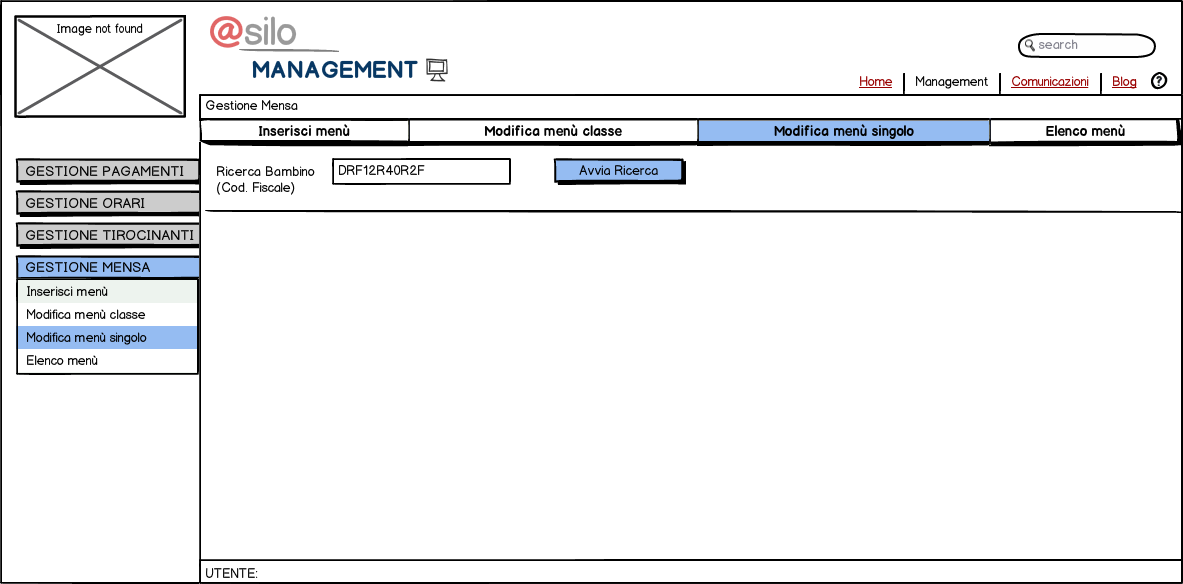 Image not found
@silo
MANAGEMENT
search
Home
Management
Comunicazioni
Blog
?
Gestione Mensa
Inserisci menù
Modifica menù classe
Modifica menù singolo
Elenco menù
GESTIONE PAGAMENTI
GESTIONE ORARI
GESTIONE TIROCINANTI
GESTIONE MENSA
Inserisci menù
Modifica menù classe
Modifica menù singolo
Elenco menù
Ricerca Bambino
(Cod. Fiscale)
DRF12R40R2F
Avvia Ricerca
UTENTE: